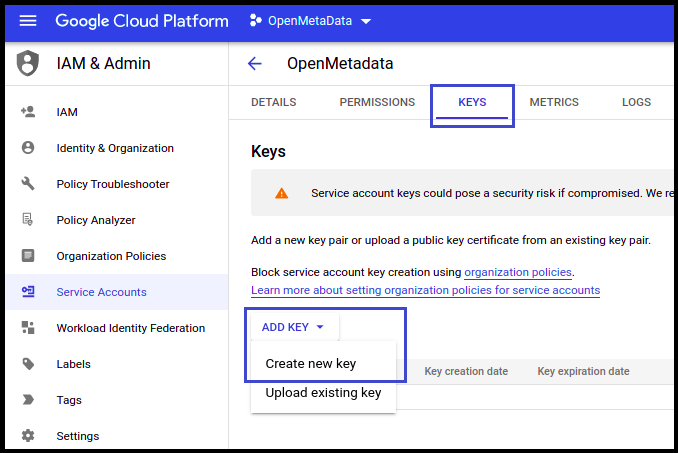 Google Cloud Platform
OpenMetaData
IAM & Admin
OpenMetadata
DETAILS
PERMISSIONS
KEYS
METRICS
LOGS
IAM
Identity & Organization
Policy Troubleshooter
Policy Analyzer
Organization Policies
Service Accounts
Workload Identity Federation
Labels
Tags
Settings
Keys
Service account keys could pose a security risk if compromised. We re
Add a new key pair or upload a public key certificate from an existing key pair.
Block service account key creation using organization policies.
Learn more about setting organization policies for service accounts
ADD KEY
Create new key
Upload existing key
Key creation date
Key expiration date